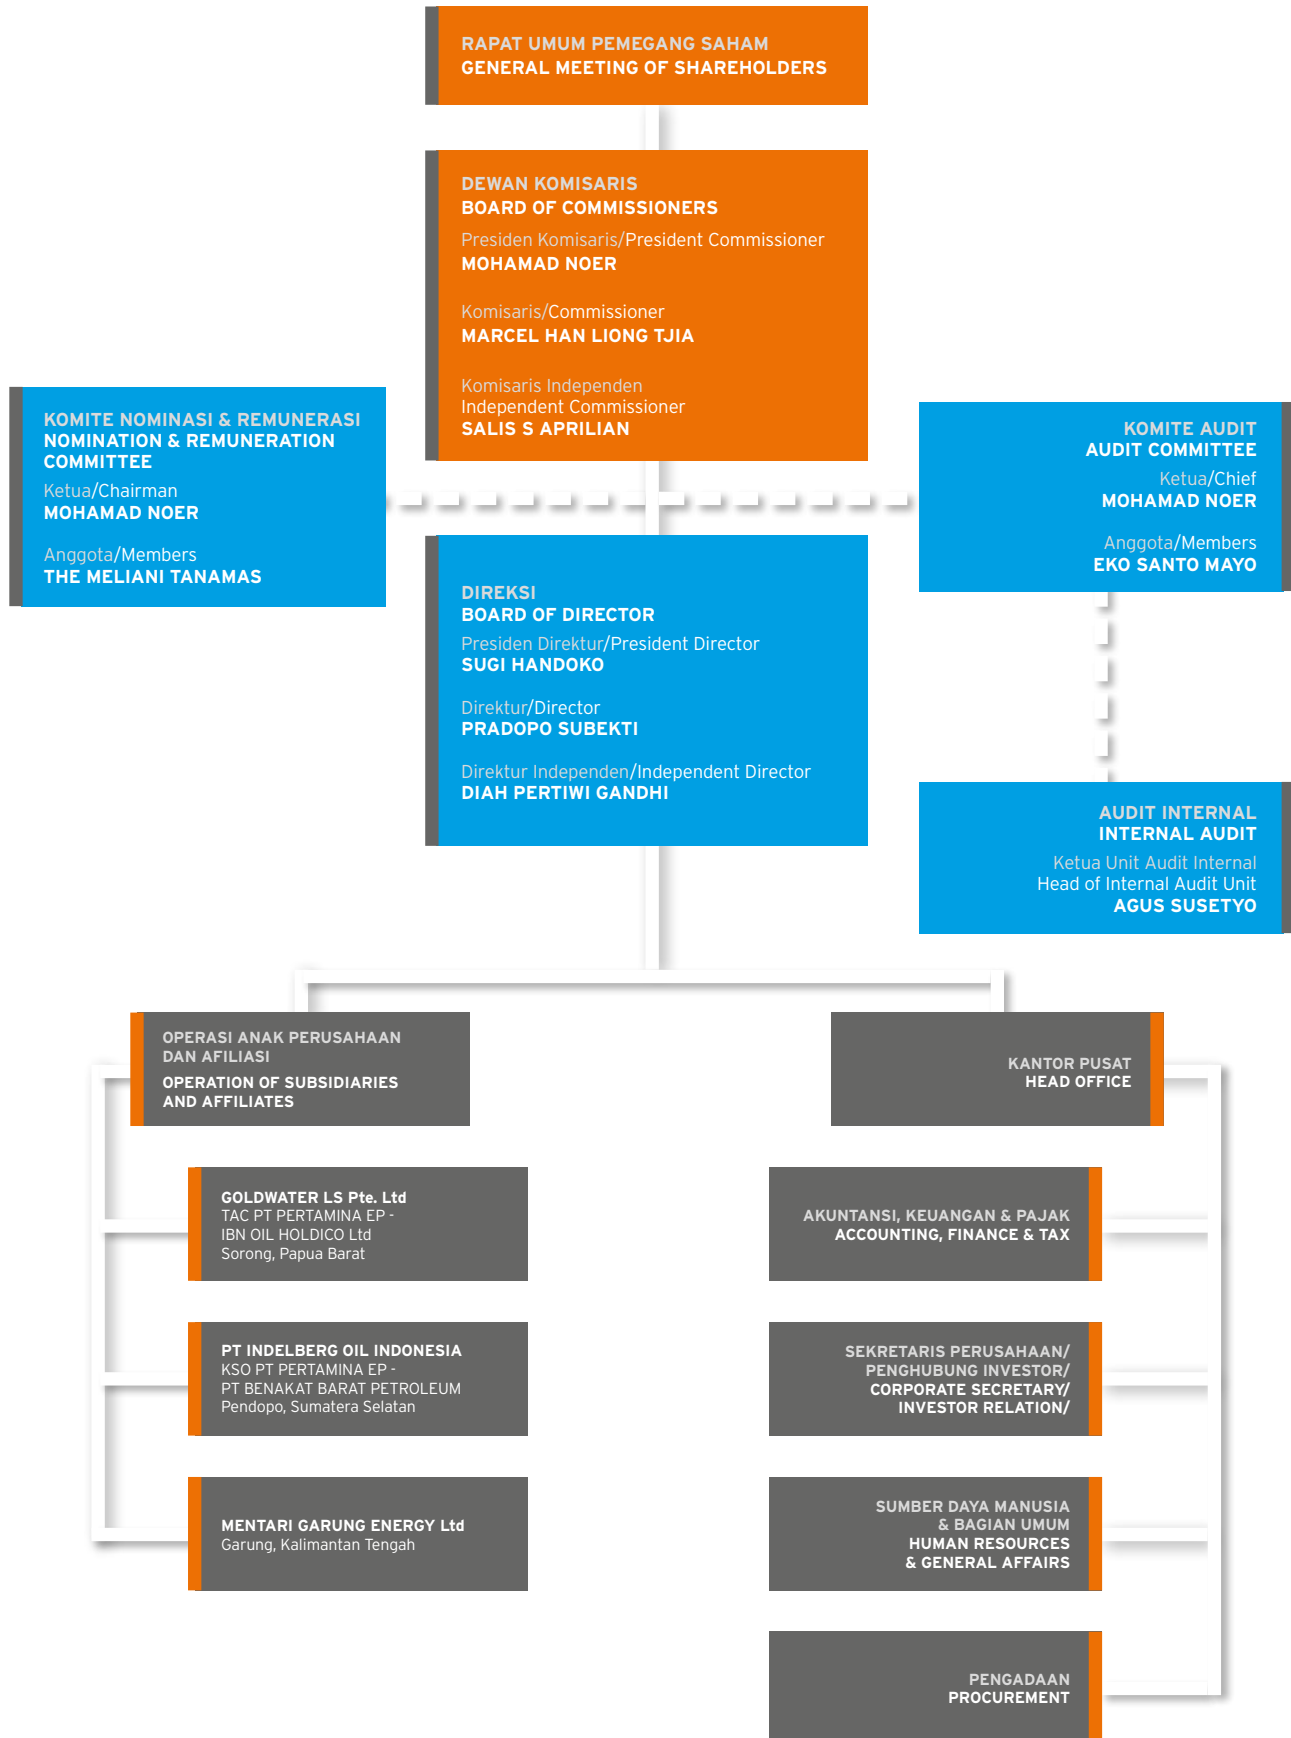 RAPAT UMUM PEMEGANG SAHAM
GENERAL MEETING OF SHAREHOLDERS
DEWAN KOMISARIS
BOARD OF COMMISSIONERS
Presiden Komisaris/President Commissioner
MOHAMAD NOER
Komisaris/Commissioner
MARCEL HAN LIONG TJIA
Komisaris Independen
Independent Commissioner
SALIS S APRILIAN
KOMITE NOMINASI & REMUNERASI
NOMINATION & REMUNERATION
COMMITTEE
Ketua/Chairman
MOHAMAD NOER
Anggota/Members
THE MELIANI TANAMAS
KOMITE AUDIT
AUDIT COMMITTEE
Ketua/Chief
MOHAMAD NOER
Anggota/Members
EKO SANTO MAYO
DIREKSI
BOARD OF DIRECTOR
Presiden Direktur/President Director
SUGI HANDOKO
Direktur/Director
PRADOPO SUBEKTI
Direktur Independen/Independent Director
DIAH PERTIWI GANDHI
AUDIT INTERNAL
INTERNAL AUDIT
Ketua Unit Audit Internal
Head of Internal Audit Unit
AGUS SUSETYO
OPERASI ANAK PERUSAHAAN
DAN AFILIASI
OPERATION OF SUBSIDIARIES
AND AFFILIATES
GOLDWATER LS Pte. Ltd
TAC PT PERTAMINA EP -
IBN OIL HOLDICO Ltd
Sorong, Papua Barat
PT INDELBERG OIL INDONESIA
KSO PT PERTAMINA EP -
PT BENAKAT BARAT PETROLEUM
Pendopo, Sumatera Selatan
MENTARI GARUNG ENERGY Ltd
Garung, Kalimantan Tengah
KANTOR PUSAT
HEAD OFFICE
AKUNTANSI, KEUANGAN & PAJAK
ACCOUNTING, FINANCE & TAX
SEKRETARIS PERUSAHAAN/
PENGHUBUNG INVESTOR/
CORPORATE SECRETARY/
INVESTOR RELATION/
SUMBER DAYA MANUSIA
& BAGIAN UMUM
HUMAN RESOURCES
& GENERAL AFFAIRS
PENGADAAN
PROCUREMENT